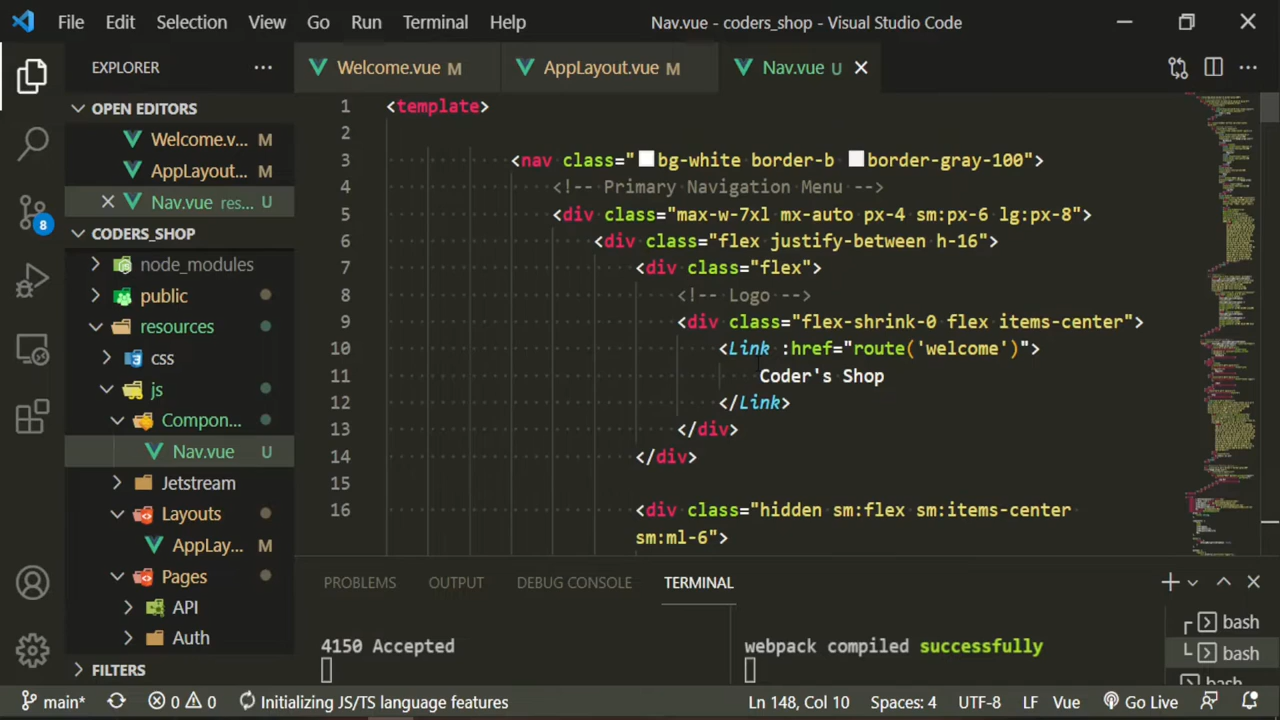 File Edit Selection View Go Run Terminal Help Nav.vue - coders_shop - Visual Studio Code
EXPLORER
Welcome.vue M
AppLayout.vue M
Nav.vue U
OPEN EDITORS
Welcome.v... M
AppLayout... M
Nav.vue res... U
CODERS_SHOP
node_modules
public
resources
css
js
Compon...
Nav.vue U
Jetstream
Layouts
AppLay... M
Pages
API
Auth
FILTERS
8
1 <template>
2
3 <nav class="bg-white border-b border-gray-100">
4 <!-- Primary Navigation Menu -->
5 <div class="max-w-7xl mx-auto px-4 sm:px-6 lg:px-8">
6 <div class="flex justify-between h-16">
7 <div class="flex">
8 <!-- Logo -->
9 <div class="flex-shrink-0 flex items-center">
10 <Link :href="route('welcome')">
11 Coder's Shop
12 </Link>
13 </div>
14 </div>
15
16 <div class="hidden sm:flex sm:items-center
sm:ml-6">
PROBLEMS OUTPUT DEBUG CONSOLE TERMINAL
4150 Accepted
webpack compiled successfully
bash
bash
bash
main* 0 0 Initializing JS/TS language features Ln 148, Col 10 Spaces: 4 UTF-8 LF Vue Go Live